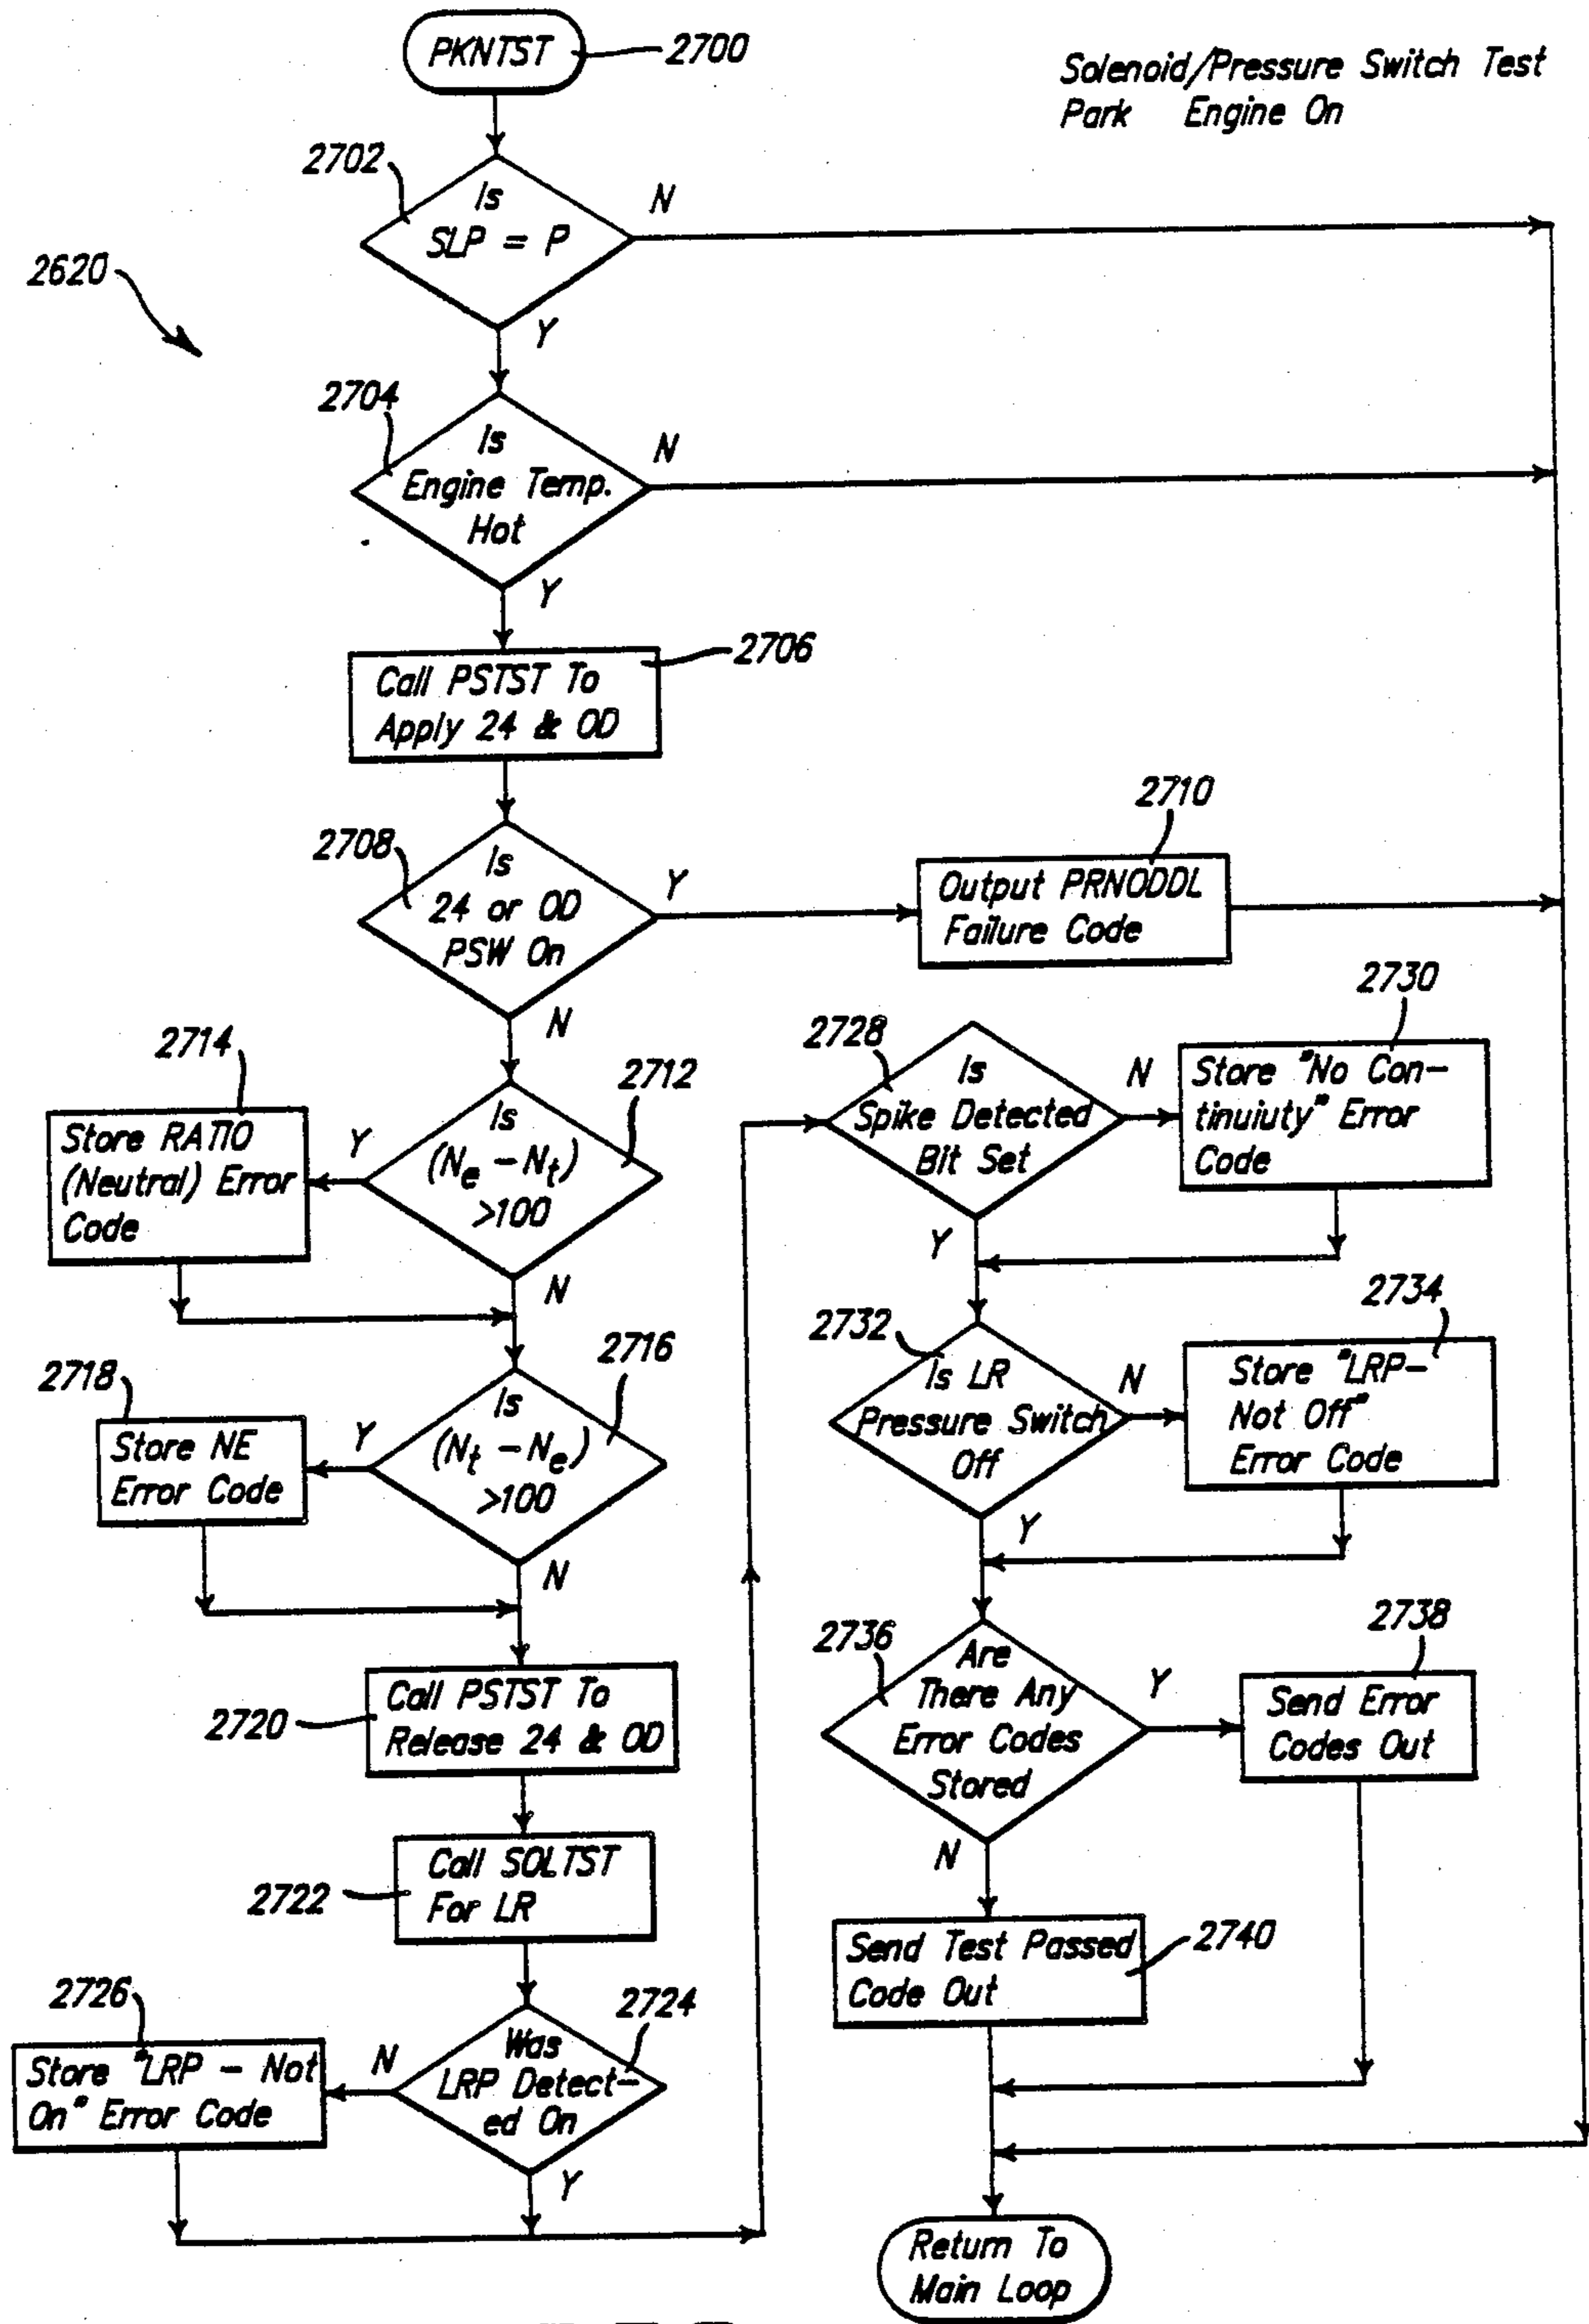 PKNTST
2700
Solenoid/Pressure Switch Test
Park Engine On
2702
Is
SLP = P
N
Y
2620
2704
Is
Engine Temp.
Hot
N
Y
Call PSTST To
Apply 24 & OD
2706
2708
Is
24 or OD
PSW On
Y
N
2710
Output PRNODDL
Failure Code
2712
Is
(Ne – Nt)
>100
Y
N
2714
Store RATIO
(Neutral) Error
Code
2716
Is
(Nt – Ne)
>100
Y
N
2718
Store NE
Error Code
2720
Call PSTST To
Release 24 & OD
2722
Call SOLTST
For LR
2724
Was
LRP Detect–
ed On
N
Y
2726
Store "LRP – Not
On" Error Code
2728
Is
Spike Detected
Bit Set
N
Y
2730
Store "No Con–
tinuiuty" Error
Code
2732
Is LR
Pressure Switch
Off
N
Y
2734
Store "LRP–
Not Off"
Error Code
2736
Are
There Any
Error Codes
Stored
Y
N
2738
Send Error
Codes Out
Send Test Passed
Code Out
2740
Return To
Main Loop